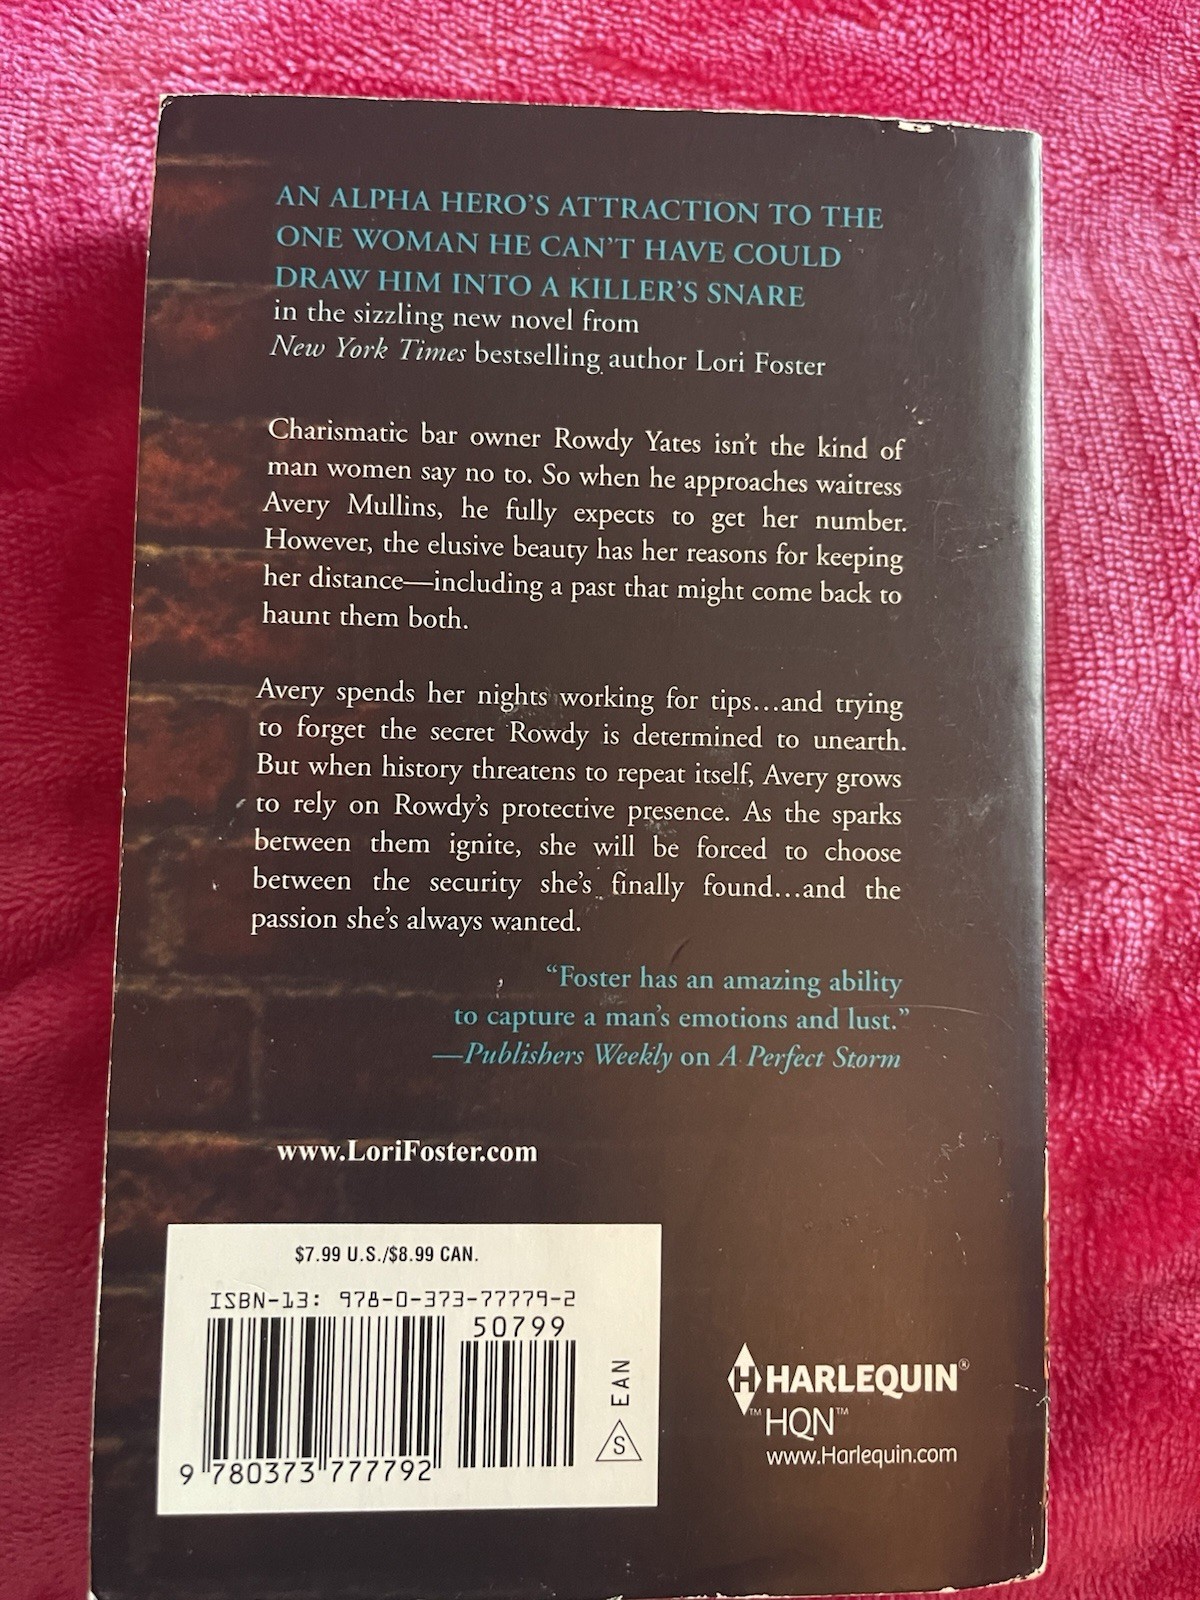 AN ALPHA HERO'S ATTRACTION TO THE
ONE WOMAN HE CAN'T HAVE COULD
DRAW HIM INTO A KILLER'S SNARE
in the sizzling new novel from
New York Times bestselling author Lori Foster
Charismatic bar owner Rowdy Yates isn't the kind of
man women say no to. So when he approaches waitress
Avery Mullins, he fully expects to get her number.
However, the elusive beauty has her reasons for keeping
her distance—including a past that might come back to
haunt them both.
Avery spends her nights working for tips...and trying
to forget the secret Rowdy is determined to unearth.
But when history threatens to repeat itself, Avery grows
to rely on Rowdy's protective presence. As the sparks
between them ignite, she will be forced to choose
between the security she's finally found...and the
passion she's always wanted.
"Foster has an amazing ability
to capture a man's emotions and lust."
—Publishers Weekly on A Perfect Storm
www.LoriFoster.com
$7.99 U.S./$8.99 CAN.
ISBN-13: 978-0-373-77779-2
50799
9 780373 777792
EAN
S
H HARLEQUIN®
™ HQN™
www.Harlequin.com